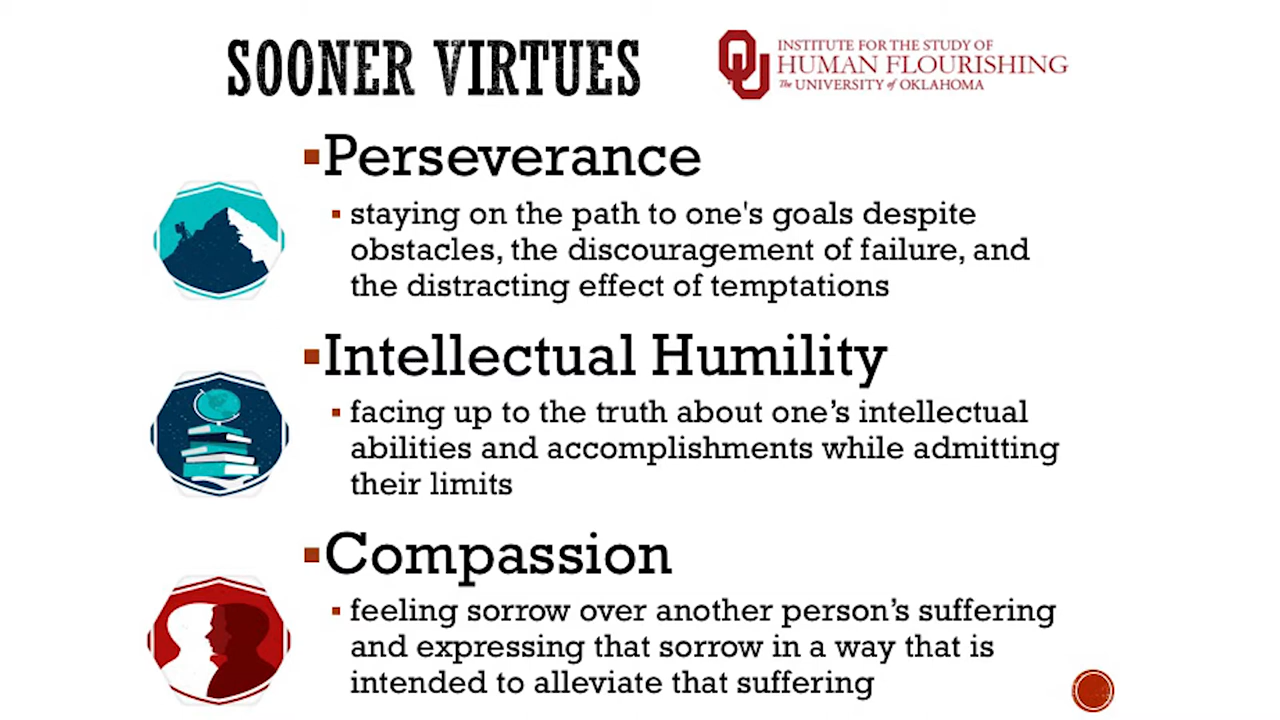 SOONER VIRTUES
OU
INSTITUTE FOR THE STUDY OF
HUMAN FLOURISHING
The UNIVERSITY of OKLAHOMA
Perseverance
staying on the path to one's goals despite
obstacles, the discouragement of failure, and
the distracting effect of temptations
Intellectual Humility
facing up to the truth about one’s intellectual
abilities and accomplishments while admitting
their limits
Compassion
feeling sorrow over another person’s suffering
and expressing that sorrow in a way that is
intended to alleviate that suffering